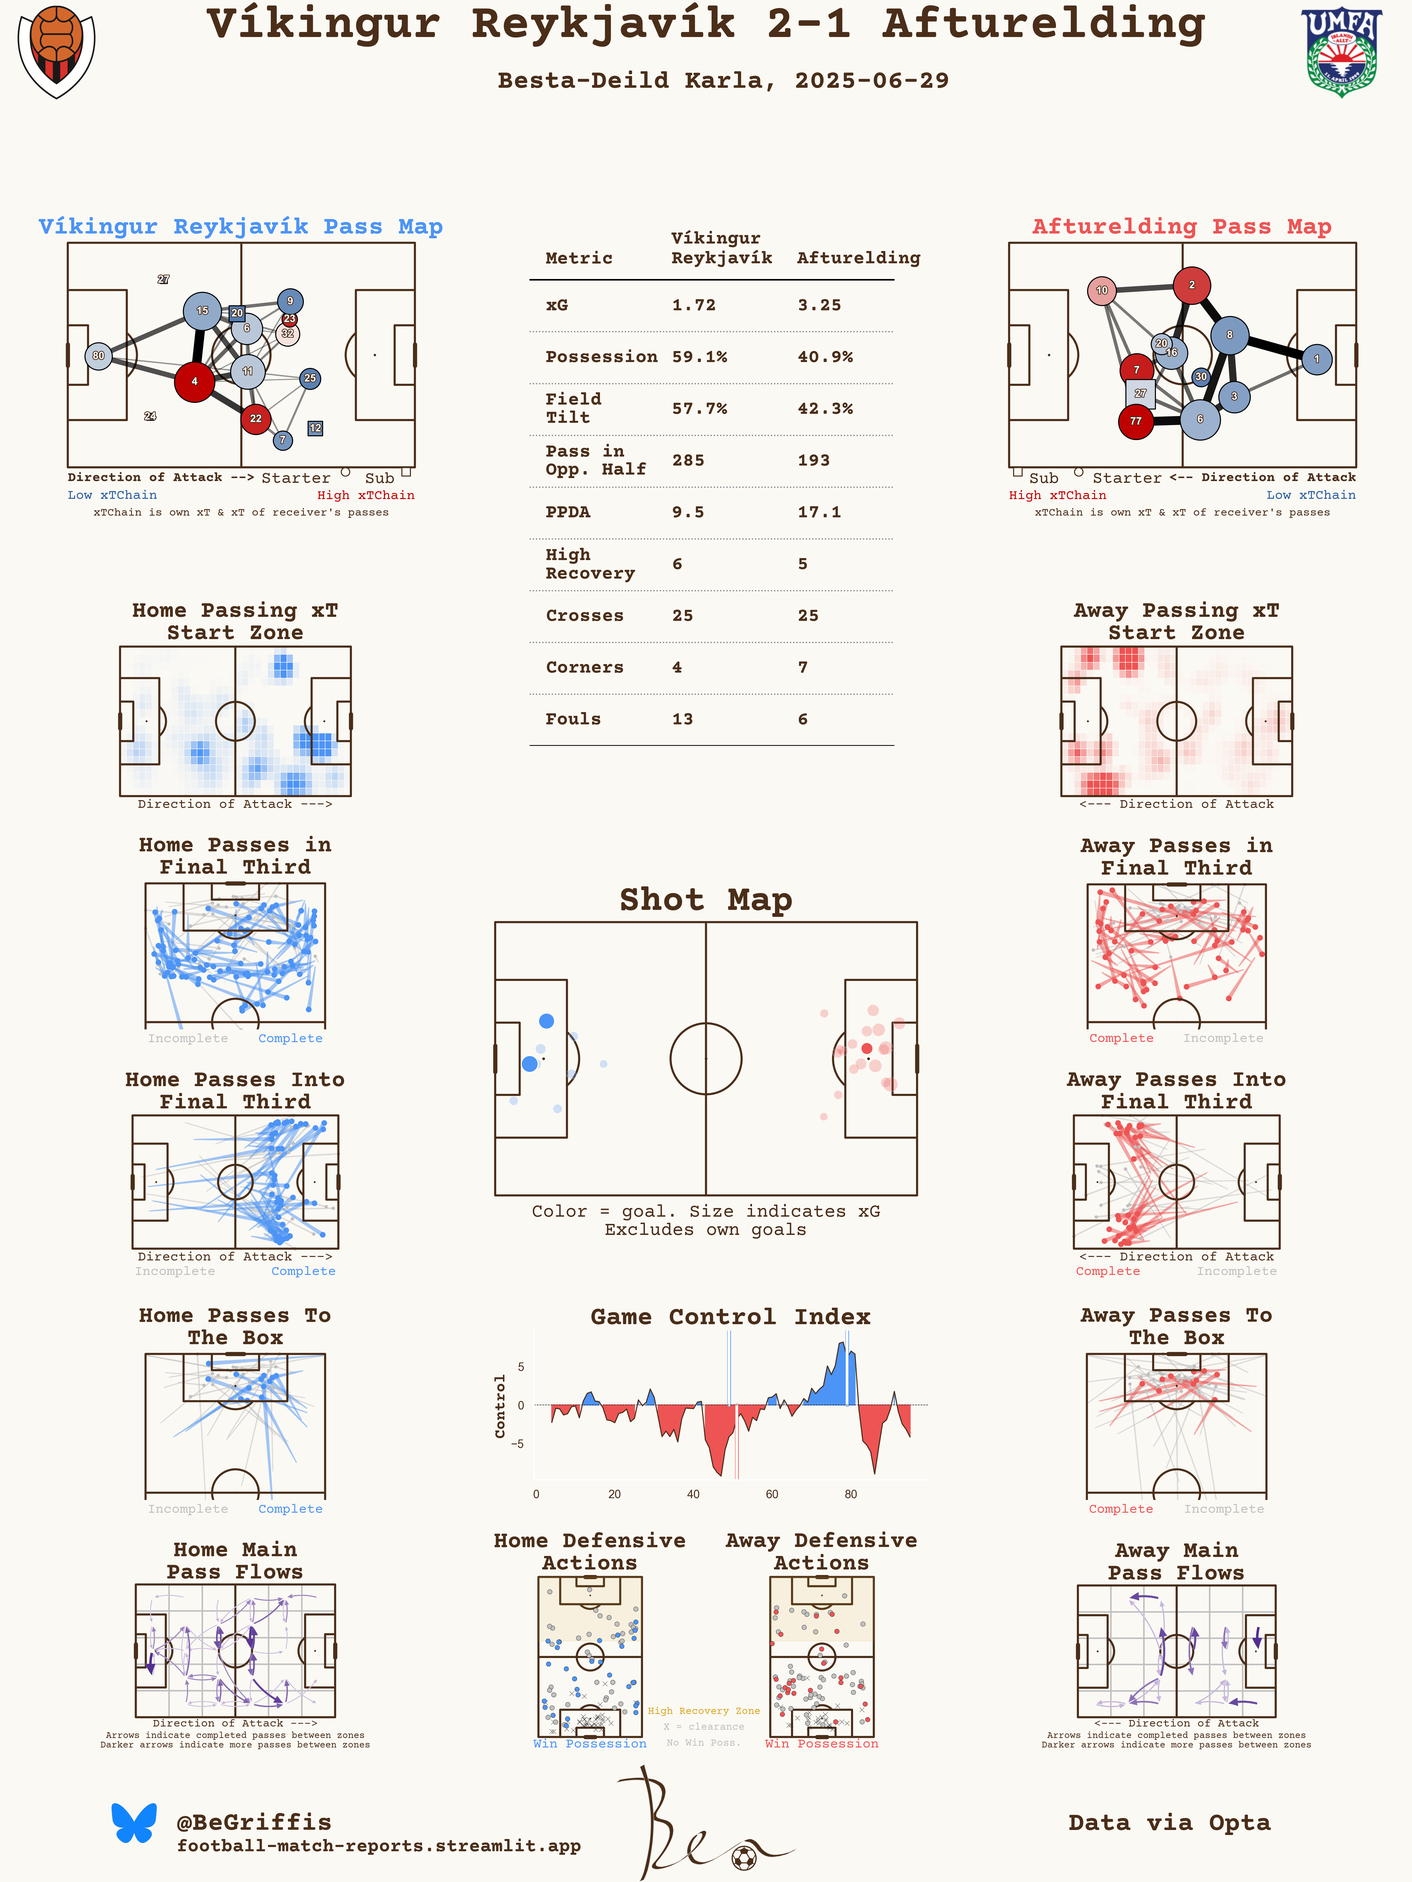 Víkingur Reykjavík 2-1 Afturelding
Besta-Deild Karla, 2025-06-29
UMFA
ÍSLANDI
ALLT
11. APRÍL 1909
Víkingur Reykjavík Pass Map
27
15
20
9
6
23
32
80
4
11
25
24
22
7
12
Direction of Attack --> Starter Sub
Low xTChain High xTChain
xTChain is own xT & xT of receiver's passes
Metric Víkingur Reykjavík Afturelding
xG 1.72 3.25
Possession 59.1% 40.9%
Field Tilt 57.7% 42.3%
Pass in Opp. Half 285 193
PPDA 9.5 17.1
High Recovery 6 5
Crosses 25 25
Corners 4 7
Fouls 13 6
Afturelding Pass Map
10
2
8
20
16
1
7
30
27
3
77
6
Sub Starter <-- Direction of Attack
High xTChain Low xTChain
xTChain is own xT & xT of receiver's passes
Home Passing xT
Start Zone
Direction of Attack --->
Away Passing xT
Start Zone
<--- Direction of Attack
Home Passes in
Final Third
Incomplete Complete
Away Passes in
Final Third
Complete Incomplete
Shot Map
Color = goal. Size indicates xG
Excludes own goals
Home Passes Into
Final Third
Direction of Attack --->
Incomplete Complete
Away Passes Into
Final Third
<--- Direction of Attack
Complete Incomplete
Home Passes To
The Box
Incomplete Complete
Game Control Index
Control
5
0
−5
0 20 40 60 80
Away Passes To
The Box
Complete Incomplete
Home Main
Pass Flows
Direction of Attack --->
Arrows indicate completed passes between zones
Darker arrows indicate more passes between zones
Home Defensive
Actions
Win Possession
Away Defensive
Actions
Win Possession
High Recovery Zone
X = clearance
No Win Poss.
Away Main
Pass Flows
<--- Direction of Attack
Arrows indicate completed passes between zones
Darker arrows indicate more passes between zones
@BeGriffis
football-match-reports.streamlit.app
Ben
Data via Opta